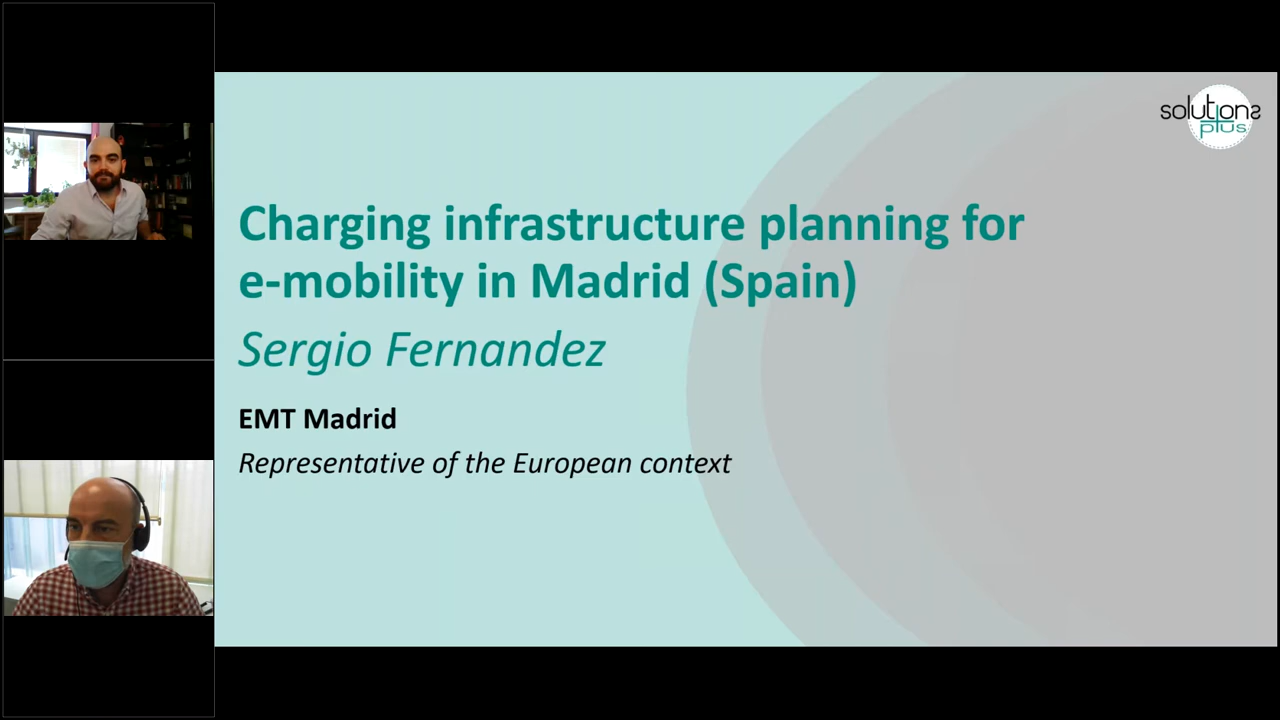 solutions
plus
Charging infrastructure planning for
e-mobility in Madrid (Spain)
Sergio Fernandez
EMT Madrid
Representative of the European context